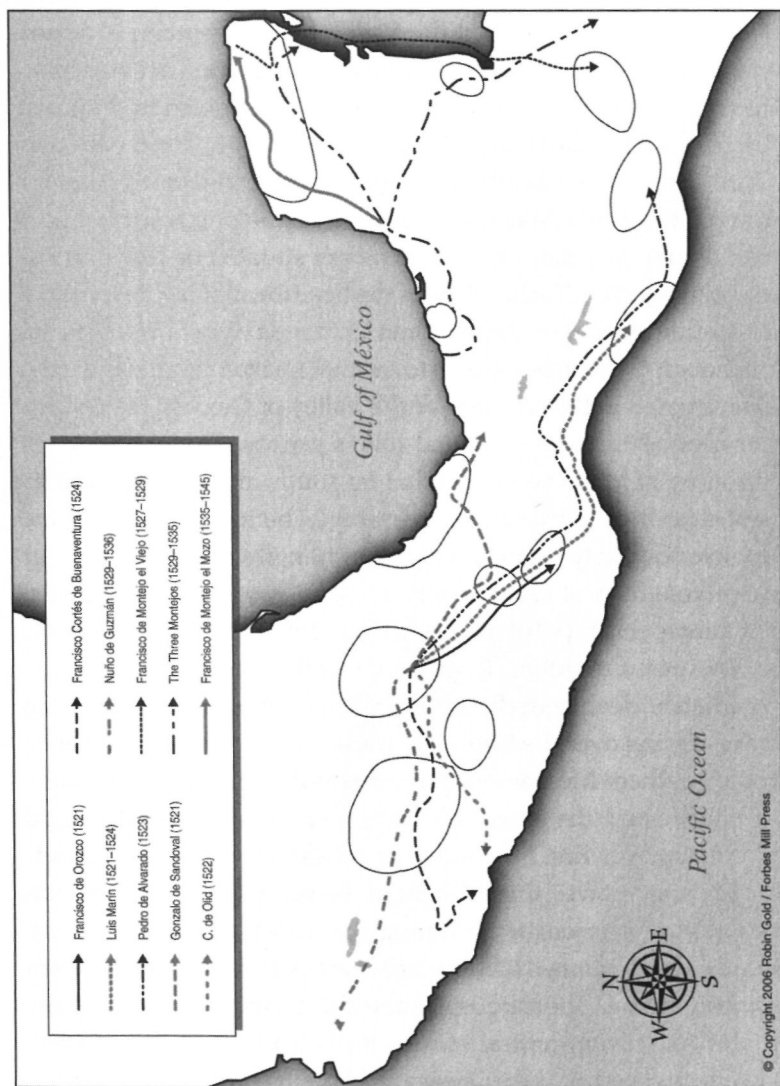 Francisco de Orozco (1521)
Luis Marín (1521–1524)
Pedro de Alvarado (1523)
Gonzalo de Sandoval (1521)
C. de Olid (1522)
Francisco Cortés de Buenaventura (1524)
Nuño de Guzmán (1529–1536)
Francisco de Montejo el Viejo (1527–1529)
The Three Montejos (1529–1535)
Francisco de Montejo el Mozo (1535–1545)
Gulf of México
Pacific Ocean
N
W
E
S
© Copyright 2006 Robin Gold / Forbes Mill Press